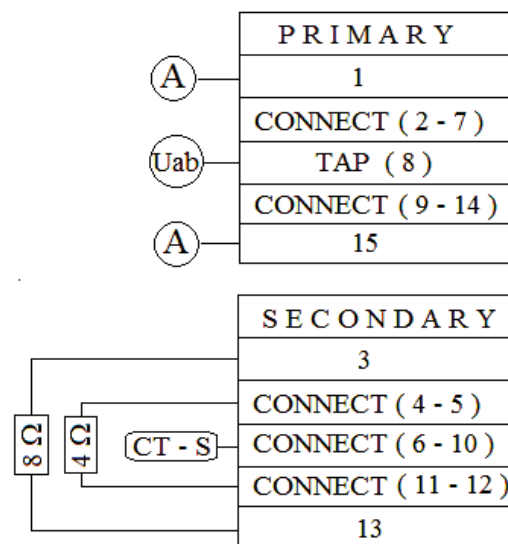 PRIMARY
A
1
CONNECT ( 2 - 7 )
Uab
TAP ( 8 )
CONNECT ( 9 - 14 )
A
15
SECONDARY
3
CONNECT ( 4 - 5 )
8 Ω
4 Ω
CT - S
CONNECT ( 6 - 10 )
CONNECT ( 11 - 12 )
13